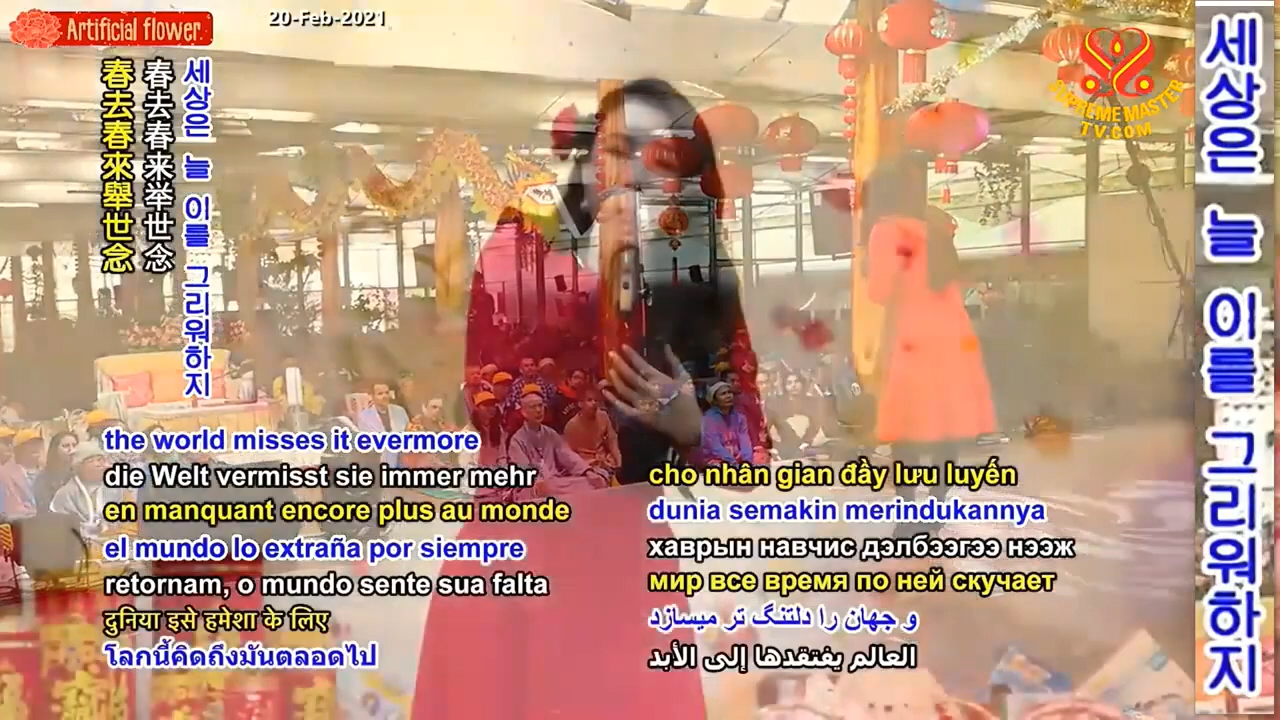 Artificial flower.
20-Feb-2021
SUPREME MASTER
TV.COM
春去春來舉世念
春去春来举世念
세상은 늘 이를 그리워하지
the world misses it evermore
die Welt vermisst sie immer mehr
en manquant encore plus au monde
el mundo lo extraña por siempre
retornam, o mundo sente sua falta
दुनिया इसे हमेशा के लिए
โลกนี้คิดถึงมันตลอดไป
cho nhân gian đầy lưu luyến
dunia semakin merindukannya
хаврын навчис дэлбээгээ нээж
мир все время по ней скучает
و جهان را دلتنگ تر میسازد
العالم يفتقدها إلى الأبد
세상은 늘 이를 그리워하지